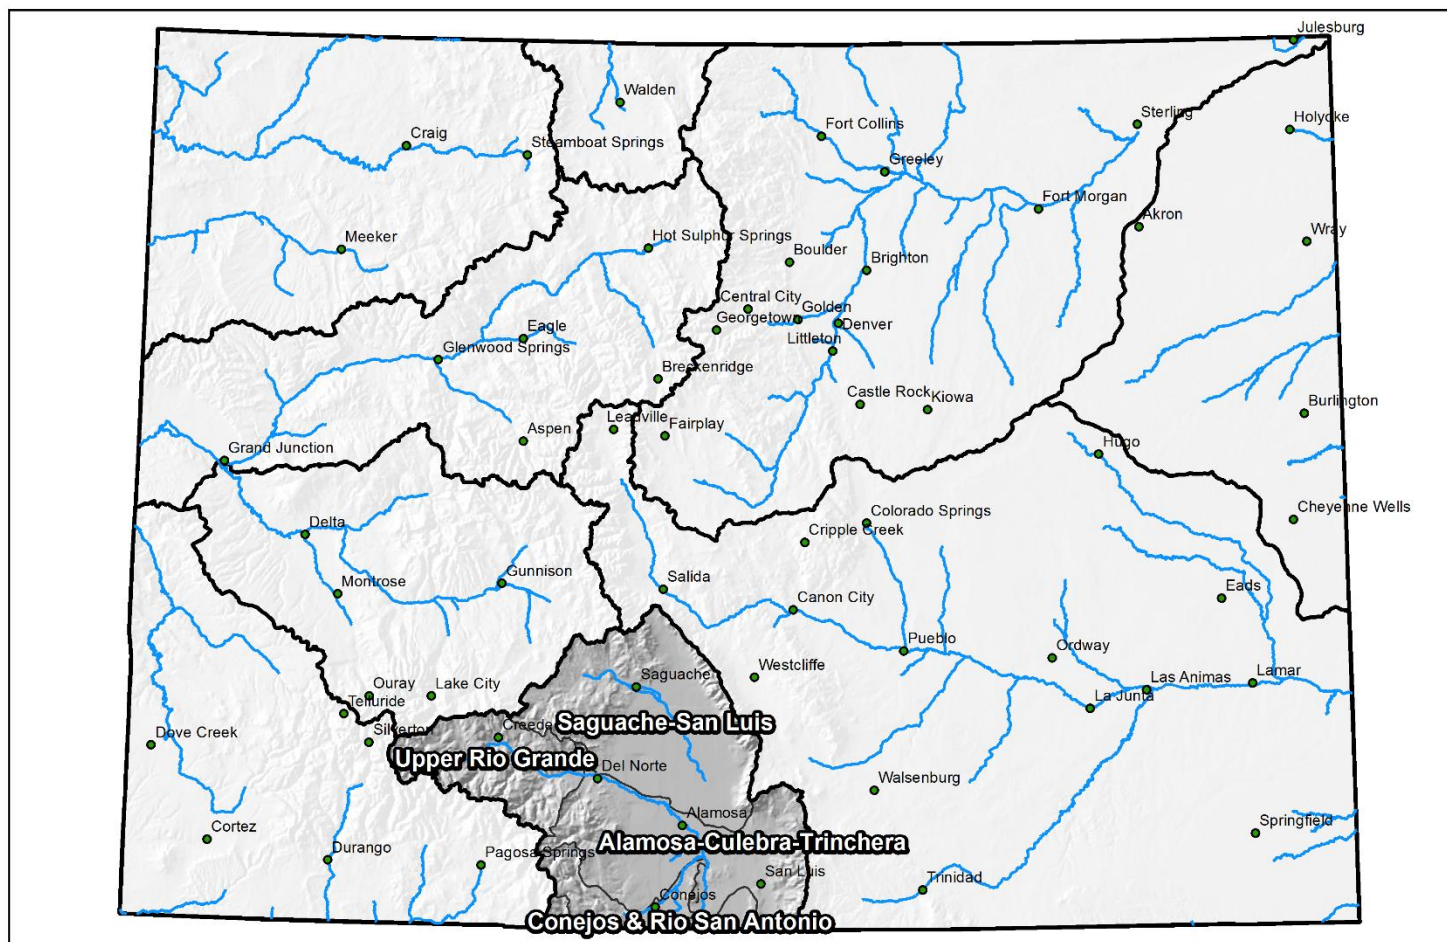 Julesburg
Walden
Holyoke
Sterling
Fort Collins
Craig
Steamboat Springs
Greeley
Fort Morgan
Akron
Wray
Meeker
Hot Sulphur Springs
Boulder
Brighton
Central City
Golden
Georgetown
Denver
Eagle
Littleton
Glenwood Springs
Breckenridge
Castle Rock
Kiowa
Burlington
Leadville
Fairplay
Aspen
Hugo
Grand Junction
Cheyenne Wells
Colorado Springs
Delta
Cripple Creek
Gunnison
Montrose
Salida
Eads
Canon City
Pueblo
Ordway
Westcliffe
Saguache
Lamar
Las Animas
Ouray
Lake City
La Junta
Telluride
Saguache-San Luis
Creede
Silverton
Dove Creek
Upper Rio Grande
Del Norte
Walsenburg
Alamosa
Springfield
Cortez
Alamosa-Culebra-Trinchera
Durango
Pagosa Springs
San Luis
Trinidad
Conejos
Conejos & Rio San Antonio